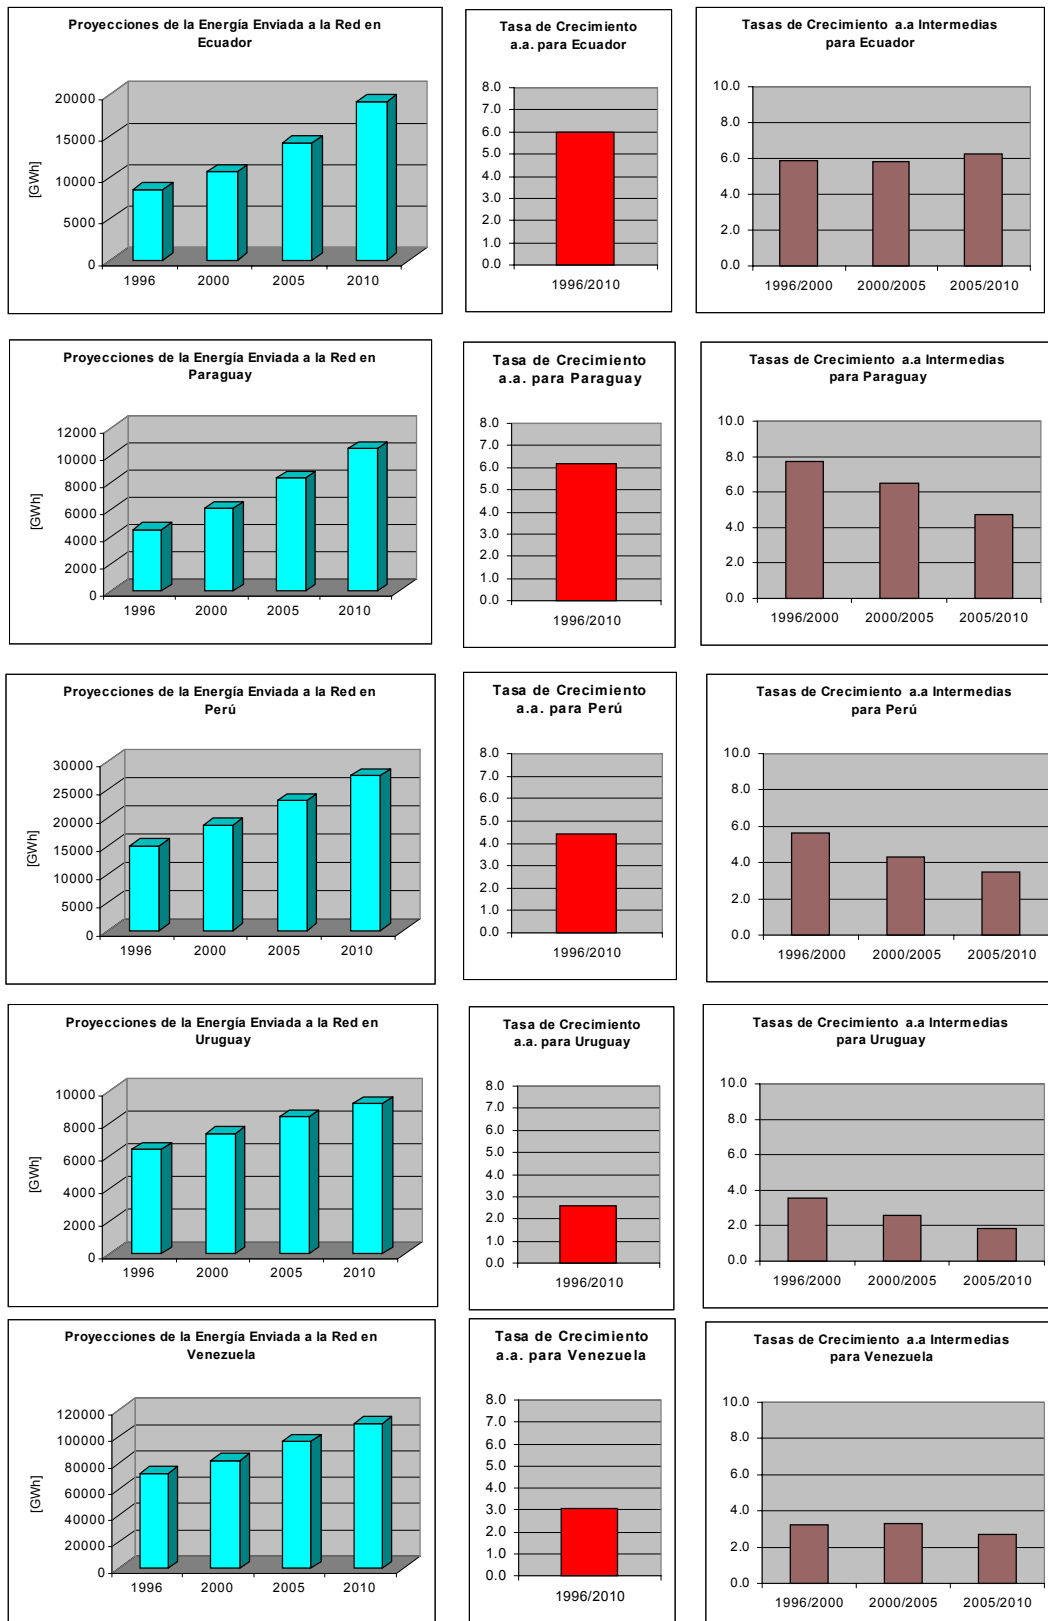 Proyecciones de la Energía Enviada a la Red en
Ecuador
[GWh]
20000
15000
10000
5000
0
1996 2000 2005 2010
Tasa de Crecimiento
a.a. para Ecuador
8.0
7.0
6.0
5.0
4.0
3.0
2.0
1.0
0.0
1996/2010
Tasas de Crecimiento a.a Intermedias
para Ecuador
10.0
8.0
6.0
4.0
2.0
0.0
1996/2000 2000/2005 2005/2010
Proyecciones de la Energía Enviada a la Red en
Paraguay
[GWh]
12000
10000
8000
6000
4000
2000
0
1996 2000 2005 2010
Tasa de Crecimiento
a.a. para Paraguay
8.0
7.0
6.0
5.0
4.0
3.0
2.0
1.0
0.0
1996/2010
Tasas de Crecimiento a.a Intermedias
para Paraguay
10.0
8.0
6.0
4.0
2.0
0.0
1996/2000 2000/2005 2005/2010
Proyecciones de la Energía Enviada a la Red en
Perú
[GWh]
30000
25000
20000
15000
10000
5000
0
1996 2000 2005 2010
Tasa de Crecimiento
a.a. para Perú
8.0
7.0
6.0
5.0
4.0
3.0
2.0
1.0
0.0
1996/2010
Tasas de Crecimiento a.a Intermedias
para Perú
10.0
8.0
6.0
4.0
2.0
0.0
1996/2000 2000/2005 2005/2010
Proyecciones de la Energía Enviada a la Red en
Uruguay
[GWh]
10000
8000
6000
4000
2000
0
1996 2000 2005 2010
Tasa de Crecimiento
a.a. para Uruguay
8.0
7.0
6.0
5.0
4.0
3.0
2.0
1.0
0.0
1996/2010
Tasas de Crecimiento a.a Intermedias
para Uruguay
10.0
8.0
6.0
4.0
2.0
0.0
1996/2000 2000/2005 2005/2010
Proyecciones de la Energía Enviada a la Red en
Venezuela
[GWh]
120000
100000
80000
60000
40000
20000
0
1996 2000 2005 2010
Tasa de Crecimiento
a.a. para Venezuela
8.0
7.0
6.0
5.0
4.0
3.0
2.0
1.0
0.0
1996/2010
Tasas de Crecimiento a.a Intermedias
para Venezuela
10.0
8.0
6.0
4.0
2.0
0.0
1996/2000 2000/2005 2005/2010